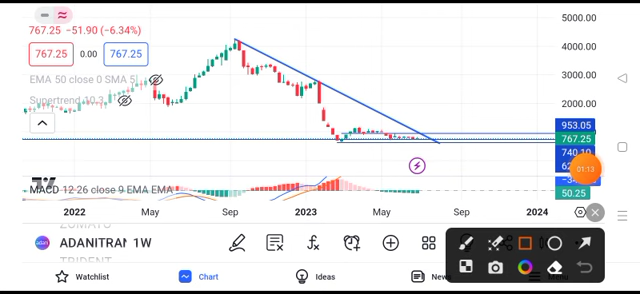 767.25 −51.90 (−6.34%)
767.25 0.00 767.25
EMA 50 close 0 SMA 5
Supertrend 10 3
5000.00
4000.00
3000.00
2000.00
953.05
767.25
740.10
01:13
50.25
MACD 12 26 close 9 EMA EMA
2022 May Sep 2023 May Sep 2024
ZOMATO
ADANITRAN 1W
TRIDENT
Watchlist Chart Ideas News Menu